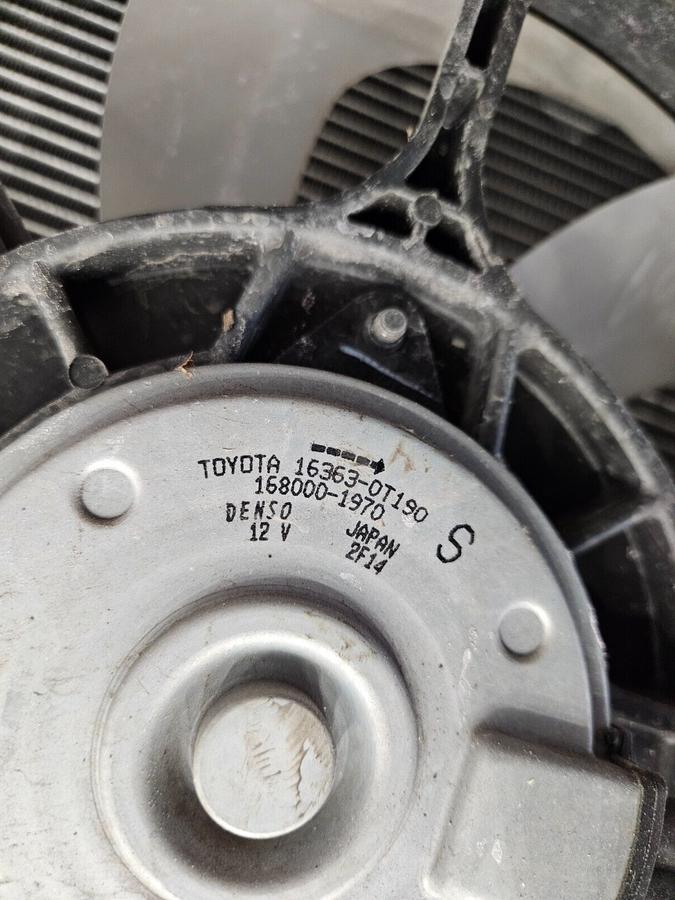 TOYOTA 16363-0T190
168000-1970
DENSO
12 V
JAPAN
2F14
S